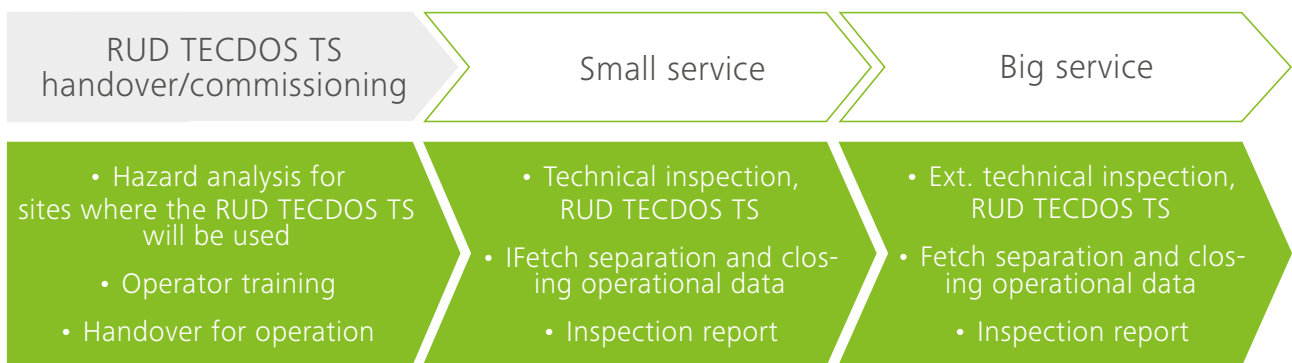 RUD TECDOS TS
handover/commissioning
Small service
Big service
• Hazard analysis for
sites where the RUD TECDOS TS
will be used
• Operator training
• Handover for operation
• Technical inspection,
RUD TECDOS TS
• IFetch separation and clos-
ing operational data
• Inspection report
• Ext. technical inspection,
RUD TECDOS TS
• Fetch separation and clos-
ing operational data
• Inspection report